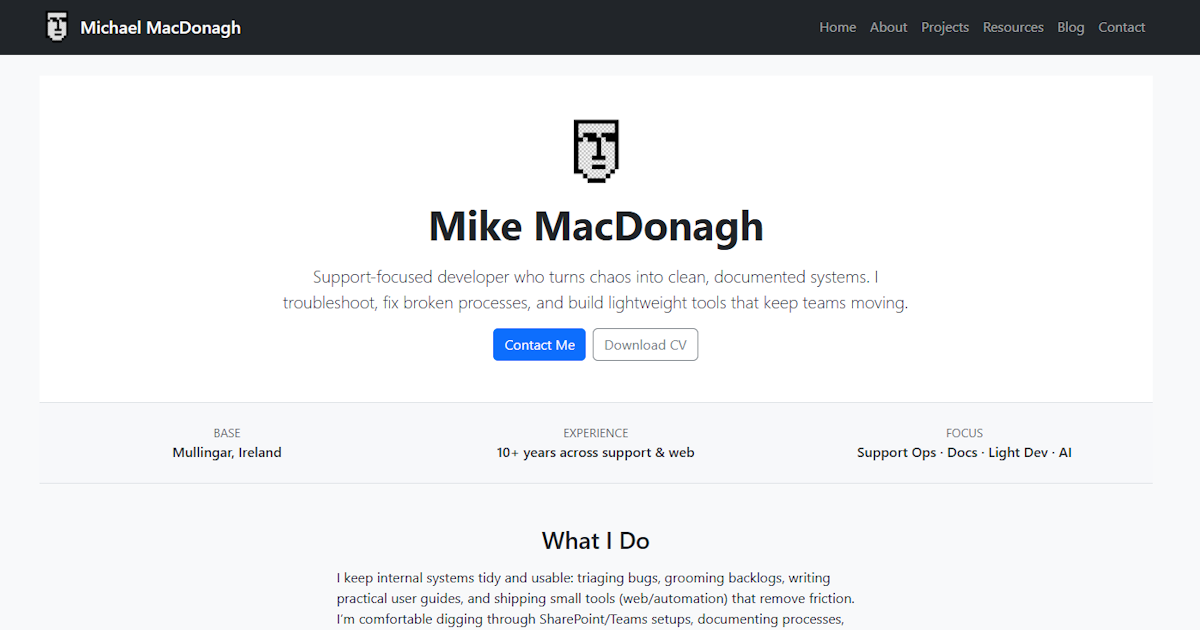 Michael MacDonagh
Home About Projects Resources Blog Contact
Mike MacDonagh
Support-focused developer who turns chaos into clean, documented systems. I
troubleshoot, fix broken processes, and build lightweight tools that keep teams moving.
Contact Me Download CV
BASE
Mullingar, Ireland
EXPERIENCE
10+ years across support & web
FOCUS
Support Ops · Docs · Light Dev · AI
What I Do
I keep internal systems tidy and usable: triaging bugs, grooming backlogs, writing
practical user guides, and shipping small tools (web/automation) that remove friction.
I'm comfortable digging through SharePoint/Teams setups, documenting processes,